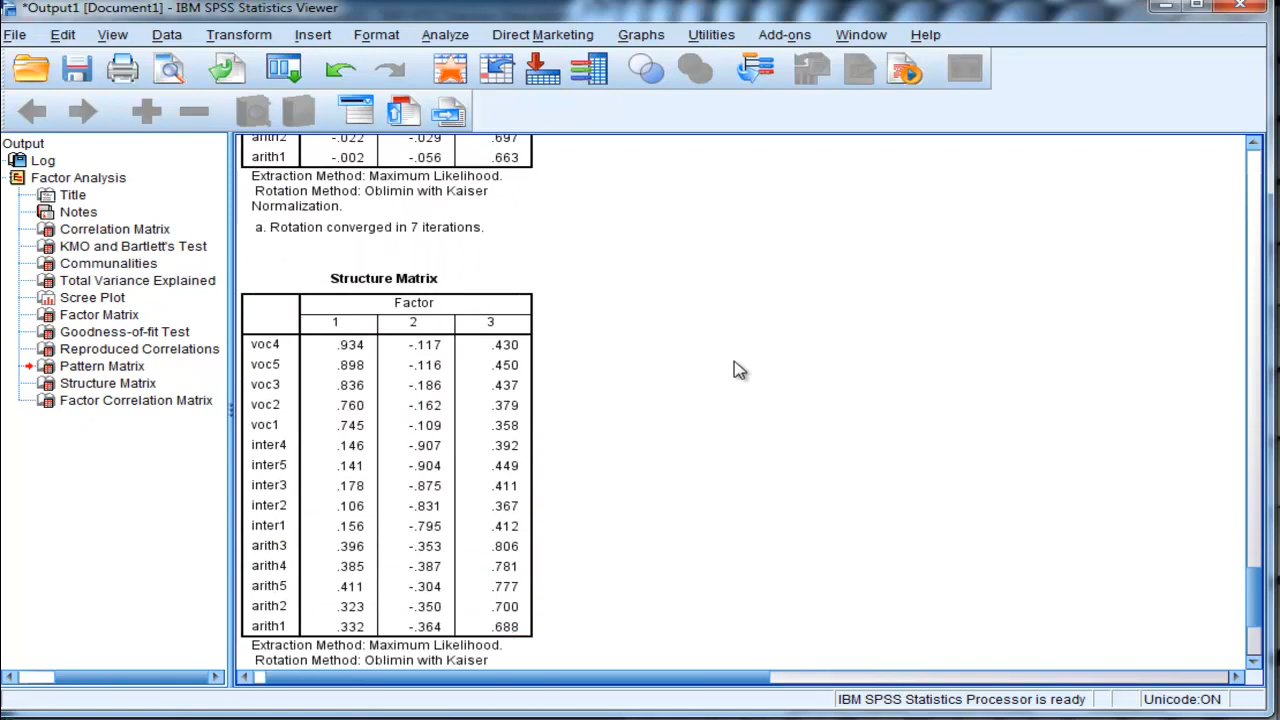 *Output1 [Document1] - IBM SPSS Statistics Viewer
File Edit View Data Transform Insert Format Analyze Direct Marketing Graphs Utilities Add-ons Window Help
Output
Log
Factor Analysis
Title
Notes
Correlation Matrix
KMO and Bartlett's Test
Communalities
Total Variance Explained
Scree Plot
Factor Matrix
Goodness-of-fit Test
Reproduced Correlations
Pattern Matrix
Structure Matrix
Factor Correlation Matrix
arith2 -.022 -.029 .697
arith1 -.002 -.056 .663
Extraction Method: Maximum Likelihood.
Rotation Method: Oblimin with Kaiser
Normalization.
a. Rotation converged in 7 iterations.
Structure Matrix
Factor
1 2 3
voc4 .934 -.117 .430
voc5 .898 -.116 .450
voc3 .836 -.186 .437
voc2 .760 -.162 .379
voc1 .745 -.109 .358
inter4 .146 -.907 .392
inter5 .141 -.904 .449
inter3 .178 -.875 .411
inter2 .106 -.831 .367
inter1 .156 -.795 .412
arith3 .396 -.353 .806
arith4 .385 -.387 .781
arith5 .411 -.304 .777
arith2 .323 -.350 .700
arith1 .332 -.364 .688
Extraction Method: Maximum Likelihood.
Rotation Method: Oblimin with Kaiser
IBM SPSS Statistics Processor is ready Unicode:ON